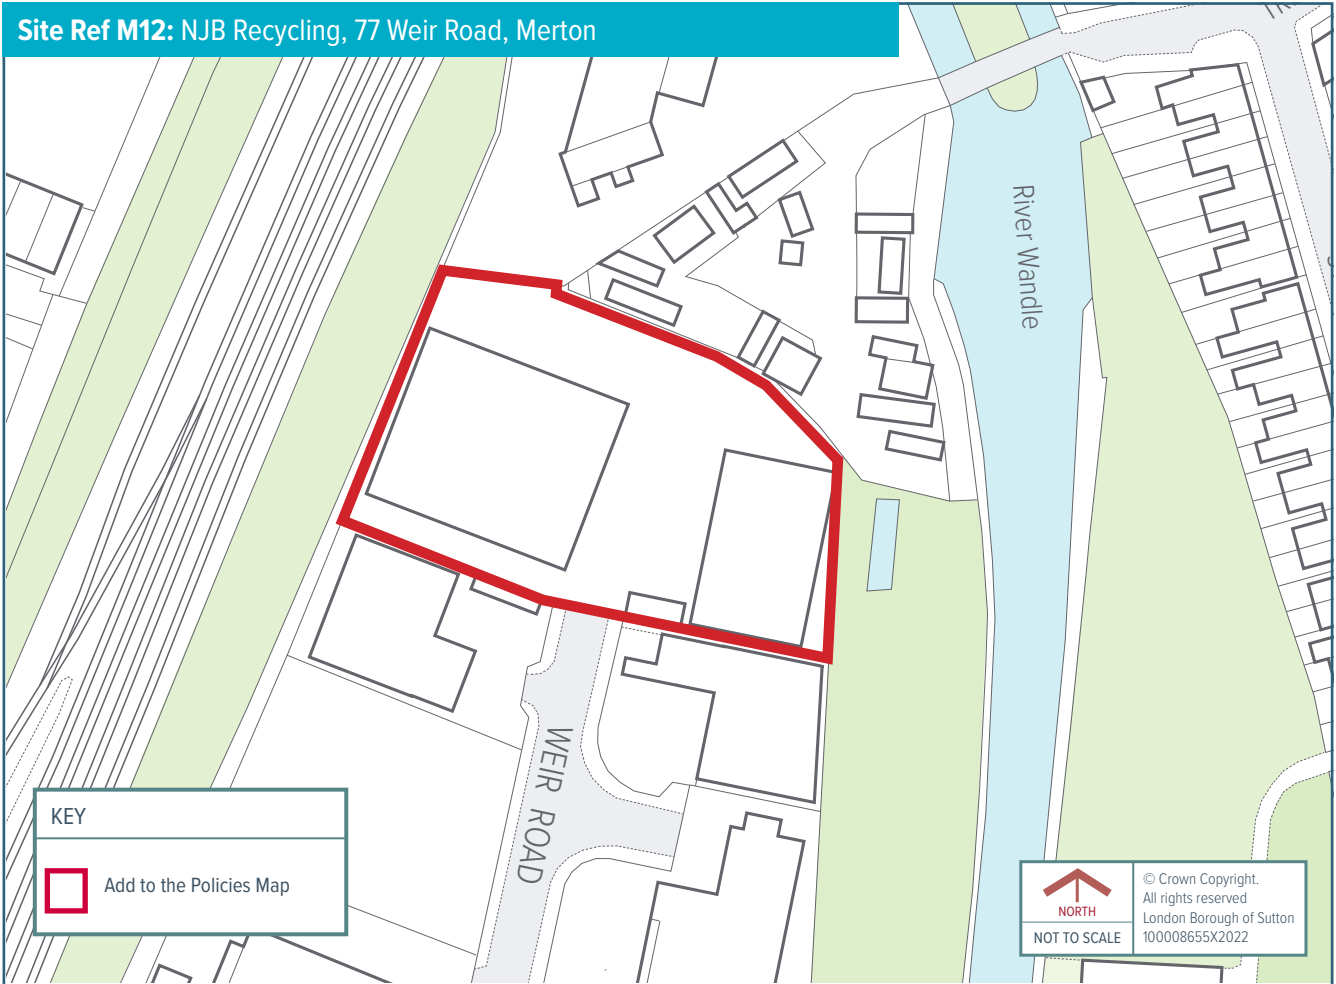 Site Ref M12: NJB Recycling, 77 Weir Road, Merton
River Wandle
WEIR ROAD
KEY
Add to the Policies Map
NORTH
NOT TO SCALE
© Crown Copyright.
All rights reserved
London Borough of Sutton
100008655X2022